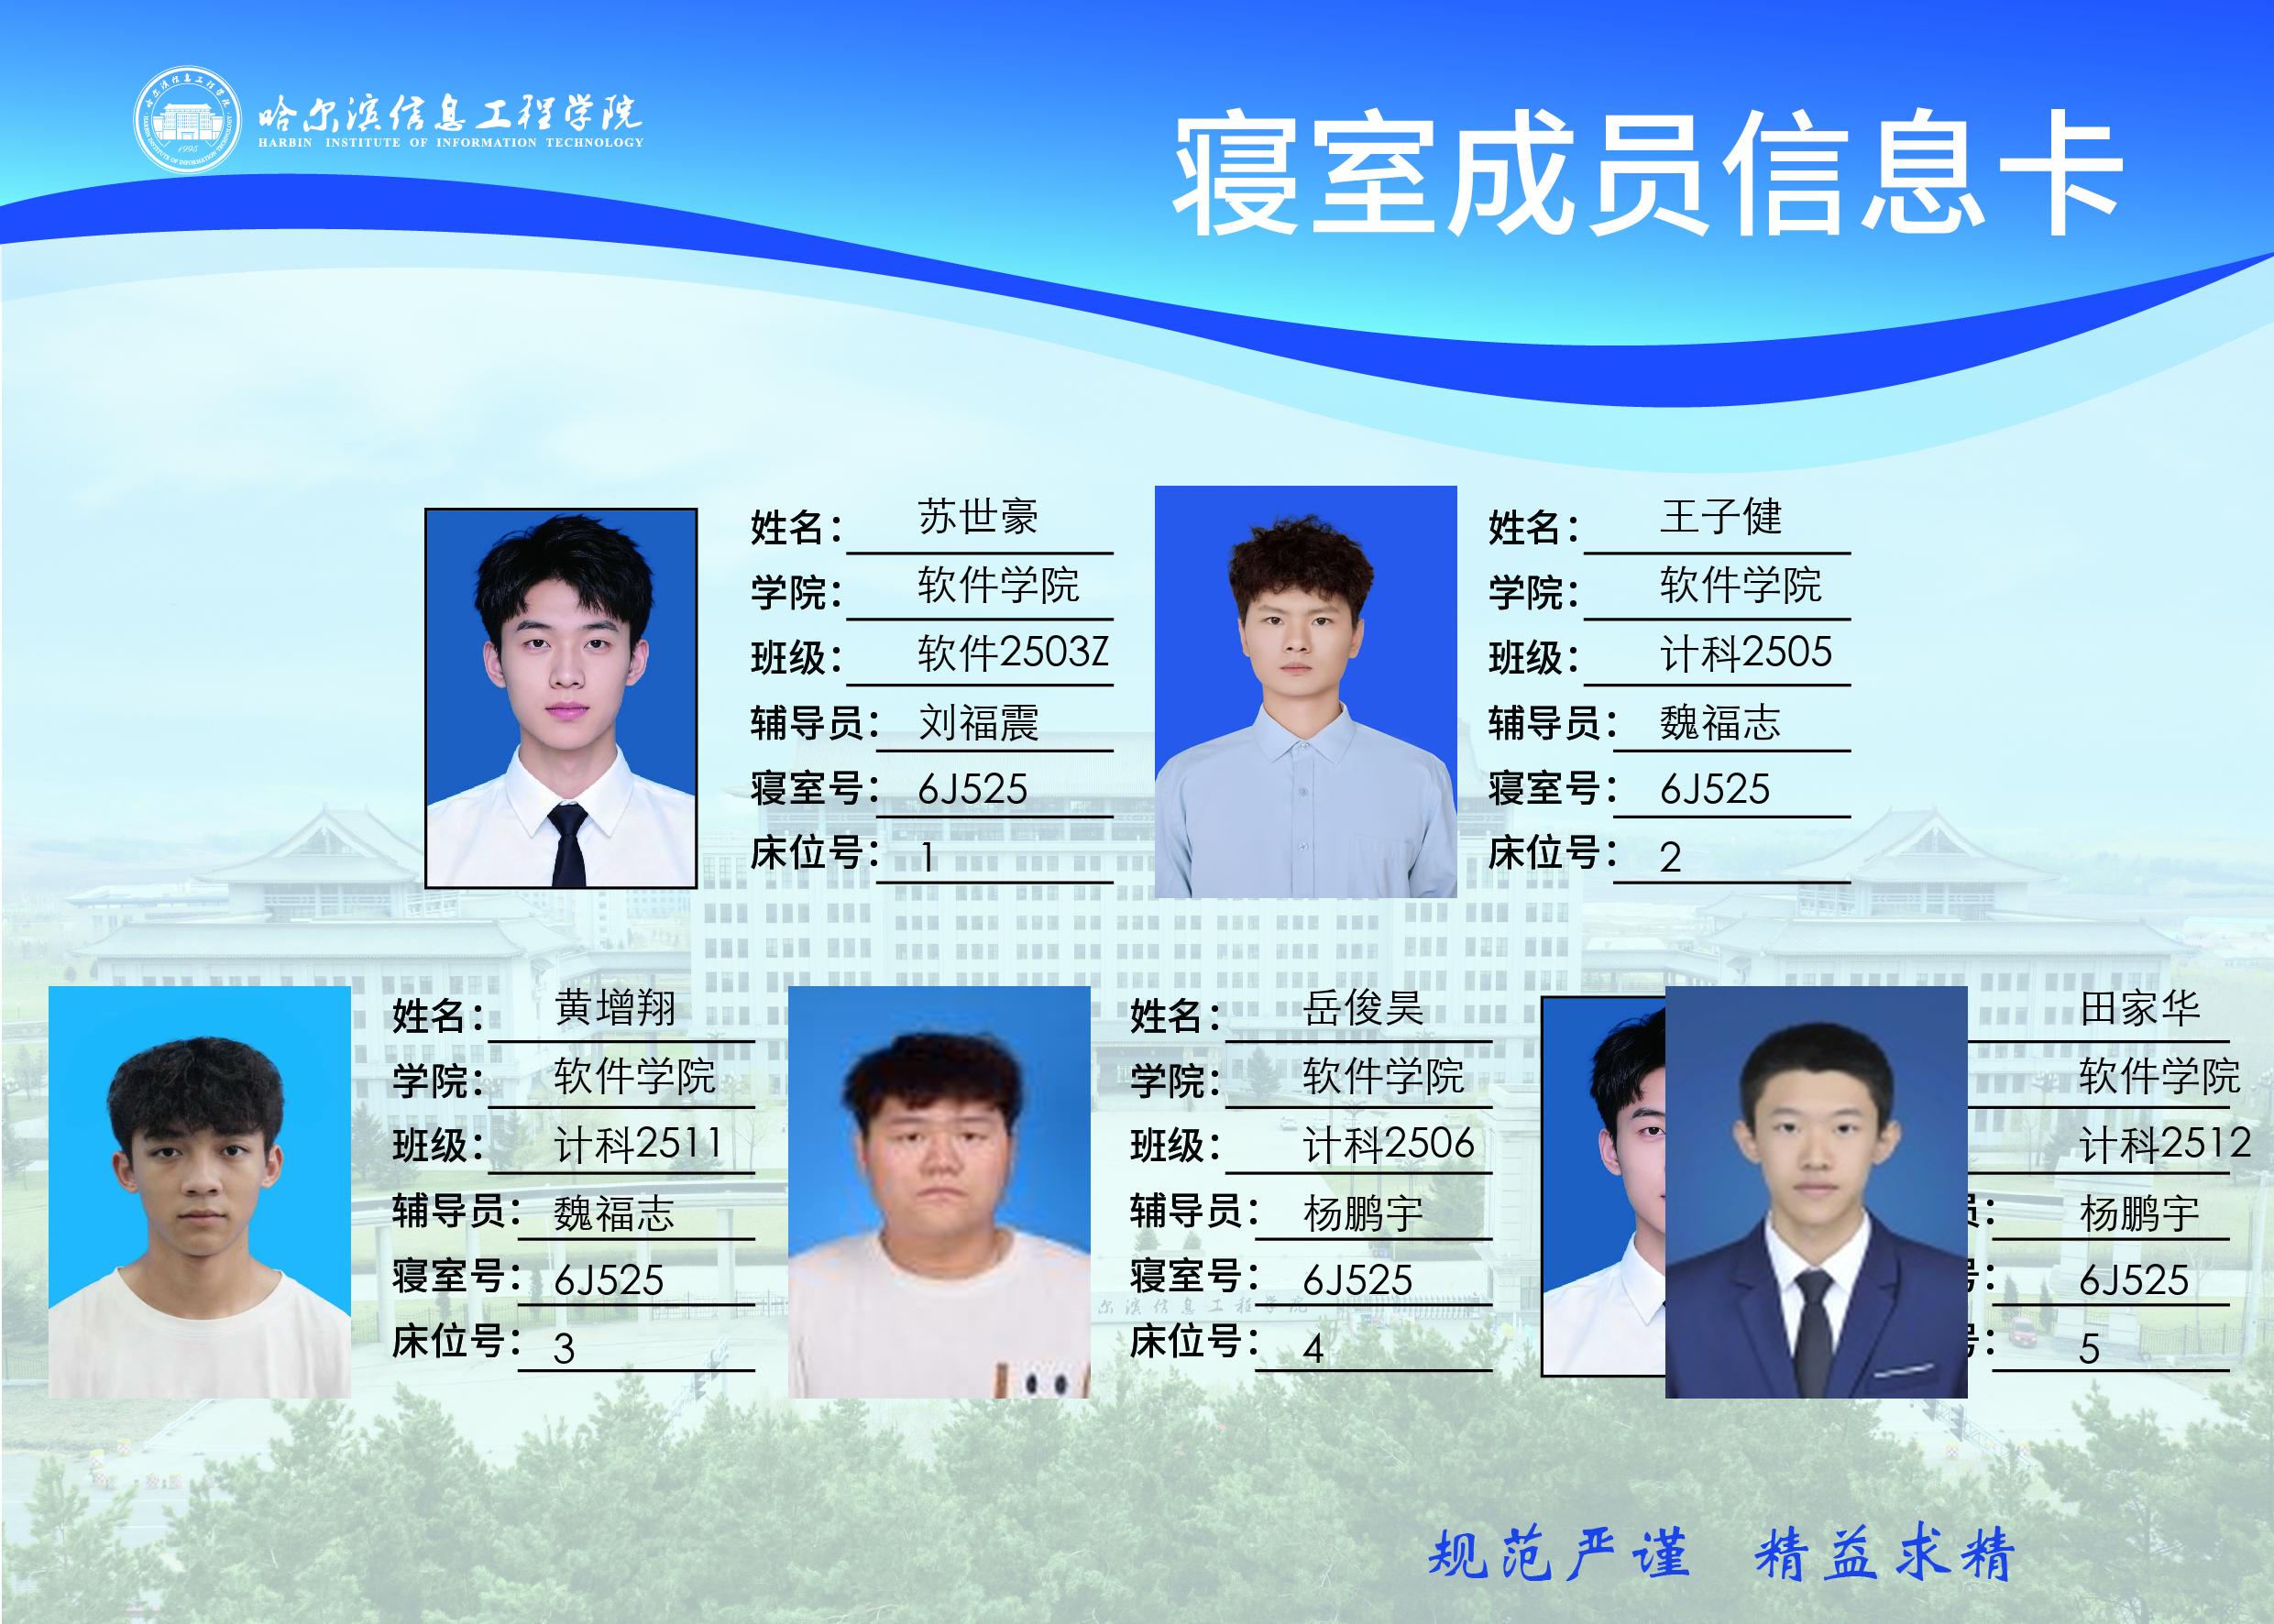 哈尔滨信息工程学院
HARBIN INSTITUTE OF INFORMATION TECHNOLOGY
1995
寝室成员信息卡
姓名： 苏世豪
学院： 软件学院
班级： 软件2503Z
辅导员： 刘福震
寝室号： 6J525
床位号： 1
姓名： 王子健
学院： 软件学院
班级： 计科2505
辅导员： 魏福志
寝室号： 6J525
床位号： 2
姓名： 黄增翔
学院： 软件学院
班级： 计科2511
辅导员： 魏福志
寝室号： 6J525
床位号： 3
姓名： 岳俊昊
学院： 软件学院
班级： 计科2506
辅导员： 杨鹏宇
寝室号： 6J525
床位号： 4
田家华
软件学院
计科2512
员： 杨鹏宇
号： 6J525
号： 5
尔滨信息工程学院
规范严谨 精益求精